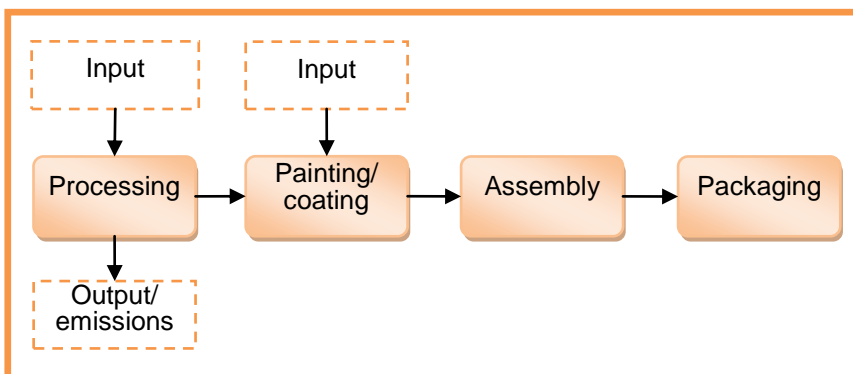 Input
Input
Processing
Painting/
coating
Assembly
Packaging
Output/
emissions